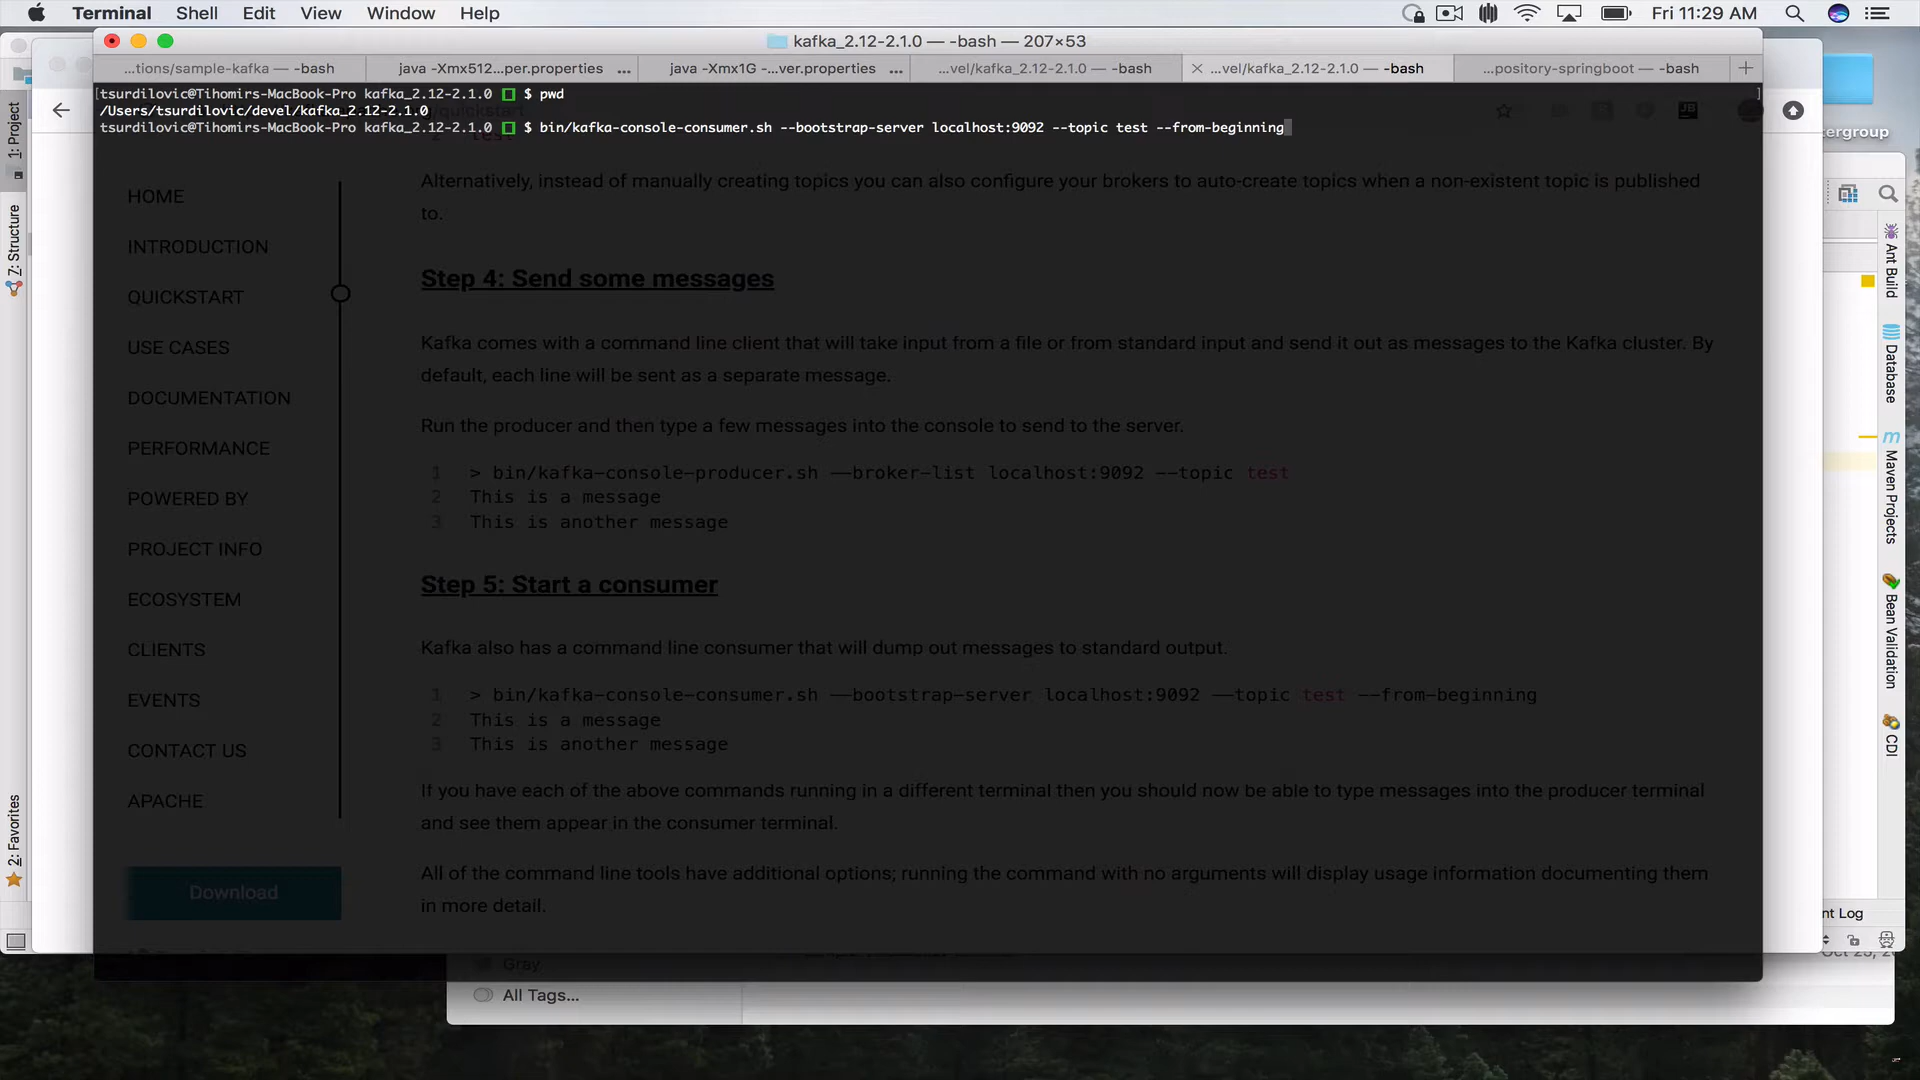 Terminal Shell Edit View Window Help Fri 11:29 AM
kafka_2.12-2.1.0 — -bash — 207×53
...tions/sample-kafka — -bash java -Xmx512...per.properties ... java -Xmx1G -...ver.properties ... ...vel/kafka_2.12-2.1.0 — -bash ...vel/kafka_2.12-2.1.0 — -bash ...pository-springboot — -bash
tsurdilovic@Tihomirs-MacBook-Pro kafka_2.12-2.1.0 $ pwd
/Users/tsurdilovic/devel/kafka_2.12-2.1.0
tsurdilovic@Tihomirs-MacBook-Pro kafka_2.12-2.1.0 $ bin/kafka-console-consumer.sh --bootstrap-server localhost:9092 --topic test --from-beginning
Alternatively, instead of manually creating topics you can also configure your brokers to auto-create topics when a non-existent topic is published
to.
Step 4: Send some messages
Kafka comes with a command line client that will take input from a file or from standard input and send it out as messages to the Kafka cluster. By
default, each line will be sent as a separate message.
Run the producer and then type a few messages into the console to send to the server.
1 > bin/kafka-console-producer.sh --broker-list localhost:9092 --topic test
2 This is a message
3 This is another message
Step 5: Start a consumer
Kafka also has a command line consumer that will dump out messages to standard output.
1 > bin/kafka-console-consumer.sh --bootstrap-server localhost:9092 --topic test --from-beginning
2 This is a message
3 This is another message
If you have each of the above commands running in a different terminal then you should now be able to type messages into the producer terminal
and see them appear in the consumer terminal.
All of the command line tools have additional options; running the command with no arguments will display usage information documenting them
in more detail.
HOME
INTRODUCTION
QUICKSTART
USE CASES
DOCUMENTATION
PERFORMANCE
POWERED BY
PROJECT INFO
ECOSYSTEM
CLIENTS
EVENTS
CONTACT US
APACHE
Download
Gray
All Tags...
1: Project
7: Structure
2: Favorites
tergroup
Ant Build
Database
m
Maven Projects
Bean Validation
CDI
nt Log